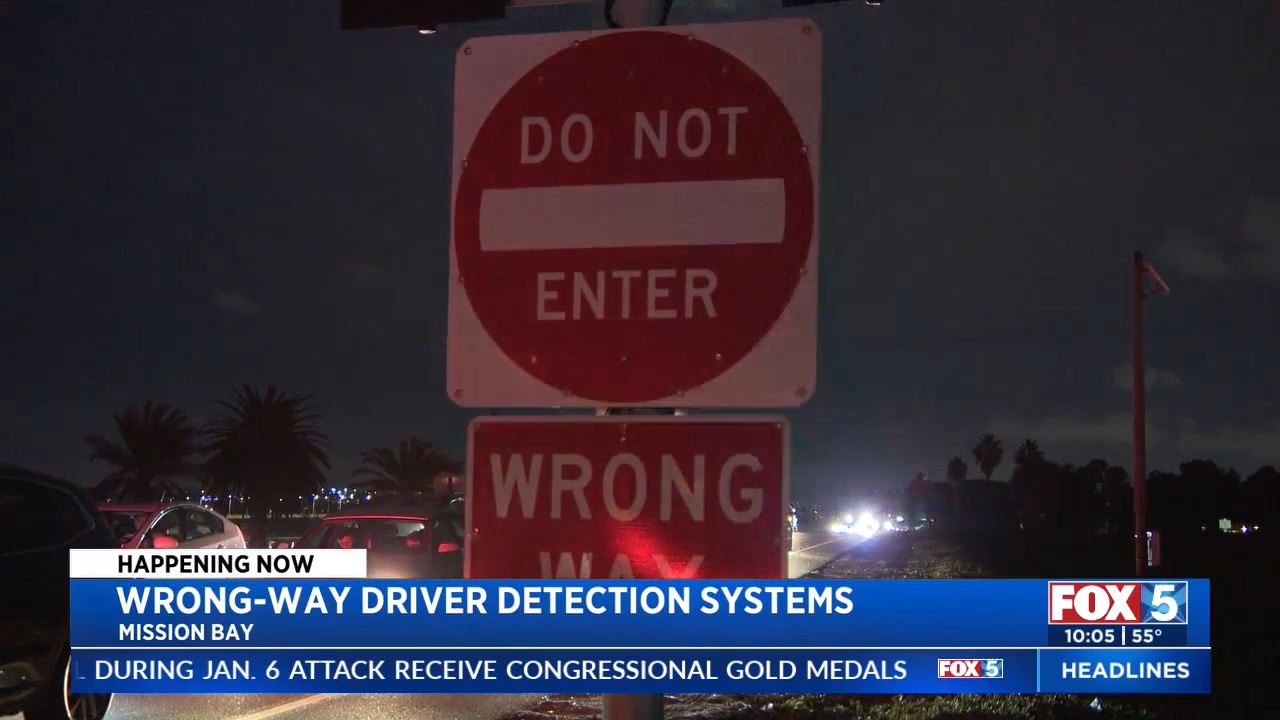 DO NOT
ENTER
WRONG
WAY
HAPPENING NOW
WRONG-WAY DRIVER DETECTION SYSTEMS
MISSION BAY
FOX 5
10:05 | 55°
DURING JAN. 6 ATTACK RECEIVE CONGRESSIONAL GOLD MEDALS
FOX 5
HEADLINES